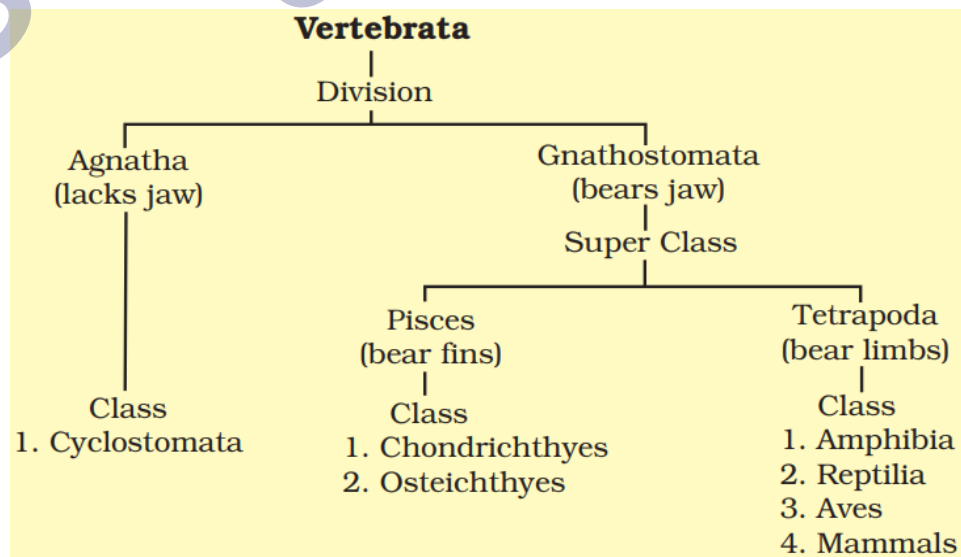 Vertebrata
Division
Agnatha
(lacks jaw)
Gnathostomata
(bears jaw)
Super Class
Pisces
(bear fins)
Tetrapoda
(bear limbs)
Class
1. Cyclostomata
Class
1. Chondrichthyes
2. Osteichthyes
Class
1. Amphibia
2. Reptilia
3. Aves
4. Mammals